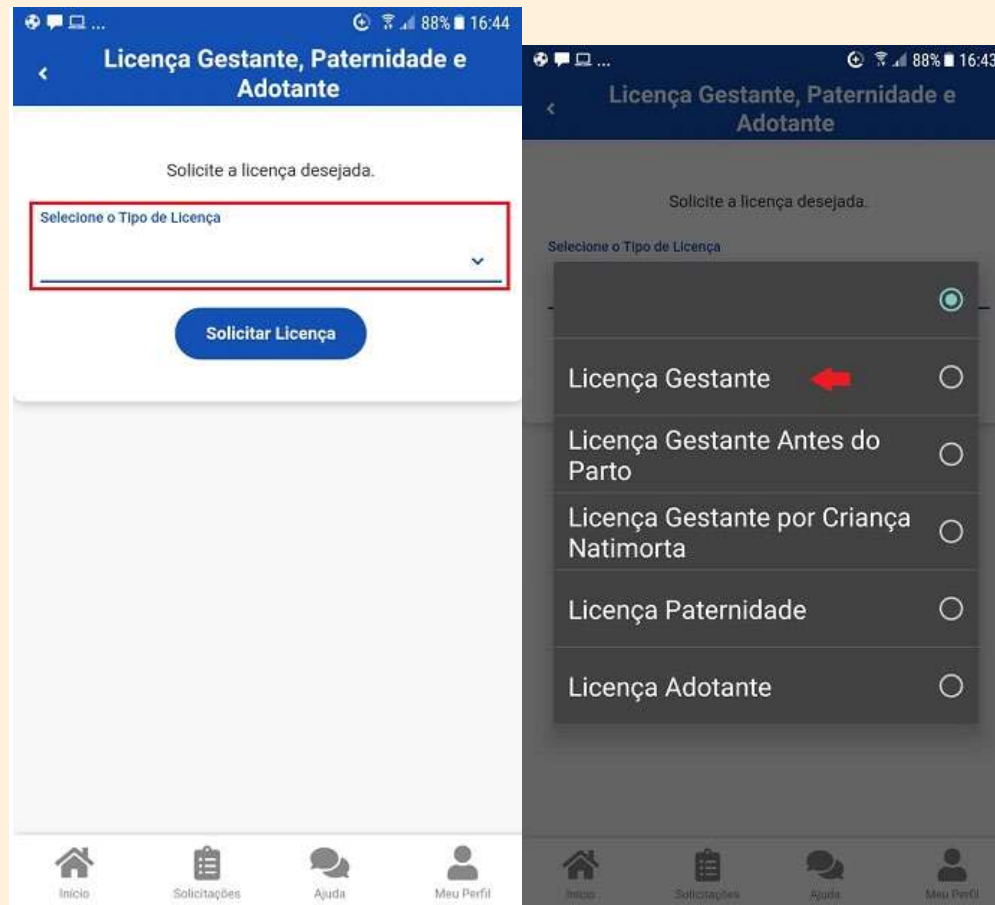 ... 88% 16:44
Licença Gestante, Paternidade e
Adotante
Solicite a licença desejada.
Selecione o Tipo de Licença
Solicitar Licença
Início
Solicitações
Ajuda
Meu Perfil
... 88% 16:43
Licença Gestante, Paternidade e
Adotante
Solicite a licença desejada.
Selecione o Tipo de Licença
Licença Gestante
Licença Gestante Antes do
Parto
Licença Gestante por Criança
Natimorta
Licença Paternidade
Licença Adotante
Início
Solicitações
Ajuda
Meu Perfil